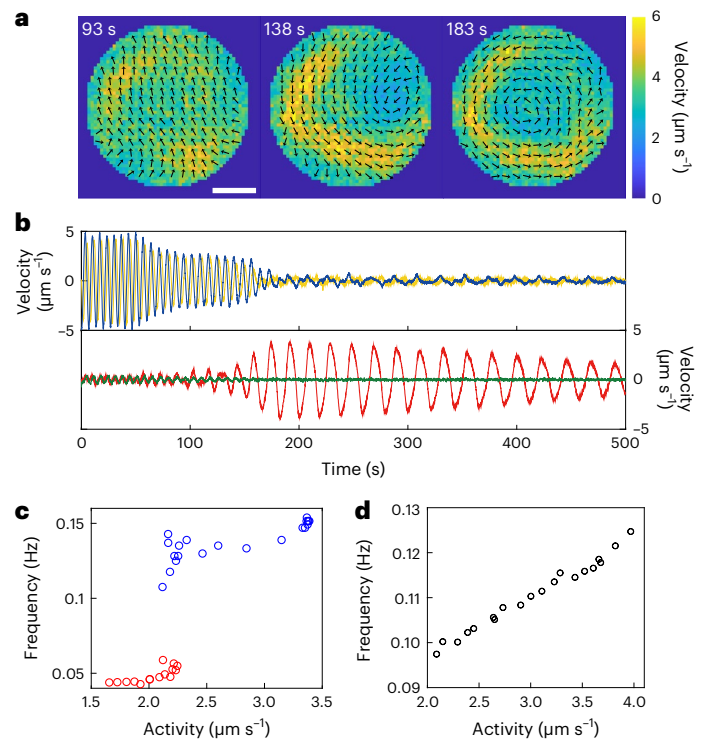 a
93 s
138 s
183 s
6
4
2
0
Velocity (μm s⁻¹)
b
5
0
−5
Velocity
(μm s⁻¹)
5
0
−5
Velocity
(μm s⁻¹)
0
100
200
300
400
500
Time (s)
c
0.15
0.1
0.05
Frequency (Hz)
1.5
2.0
2.5
3.0
3.5
Activity (μm s⁻¹)
d
0.13
0.12
0.11
0.10
0.09
Frequency (Hz)
2.0
2.5
3.0
3.5
4.0
Activity (μm s⁻¹)